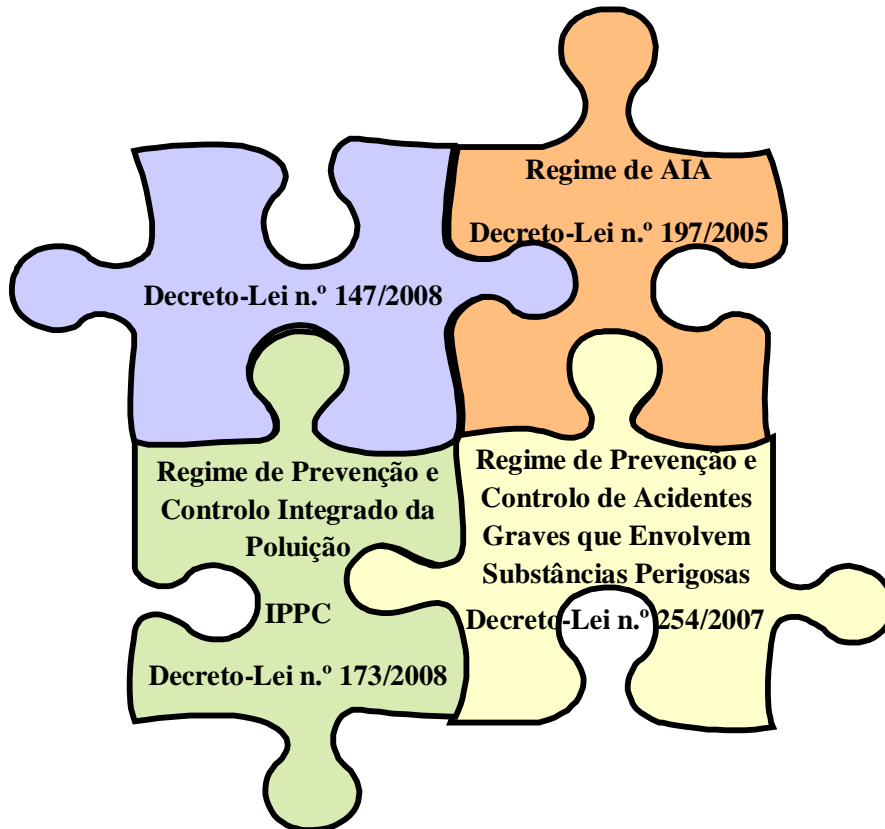 Regime de AIA
Decreto-Lei n.º 197/2005
Decreto-Lei n.º 147/2008
Regime de Prevenção e
Controlo Integrado da
Poluição
IPPC
Decreto-Lei n.º 173/2008
Regime de Prevenção e
Controlo de Acidentes
Graves que Envolvem
Substâncias Perigosas
Decreto-Lei n.º 254/2007